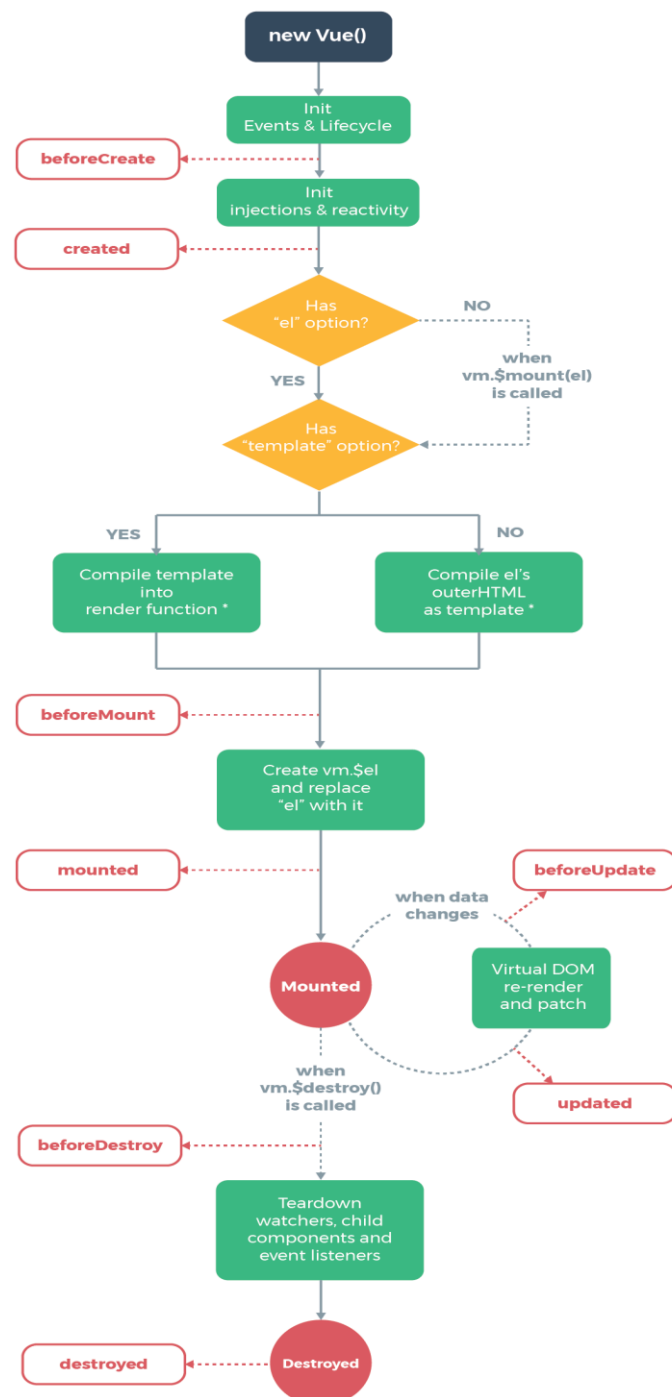 new Vue()
Init
Events & Lifecycle
beforeCreate
Init
injections & reactivity
created
Has
“el” option?
NO
when
vm.$mount(el)
is called
YES
Has
“template” option?
YES
NO
Compile template
into
render function *
Compile el’s
outerHTML
as template *
beforeMount
Create vm.$el
and replace
“el” with it
mounted
beforeUpdate
when data
changes
Mounted
Virtual DOM
re-render
and patch
when
vm.$destroy()
is called
updated
beforeDestroy
Teardown
watchers, child
components and
event listeners
destroyed
Destroyed